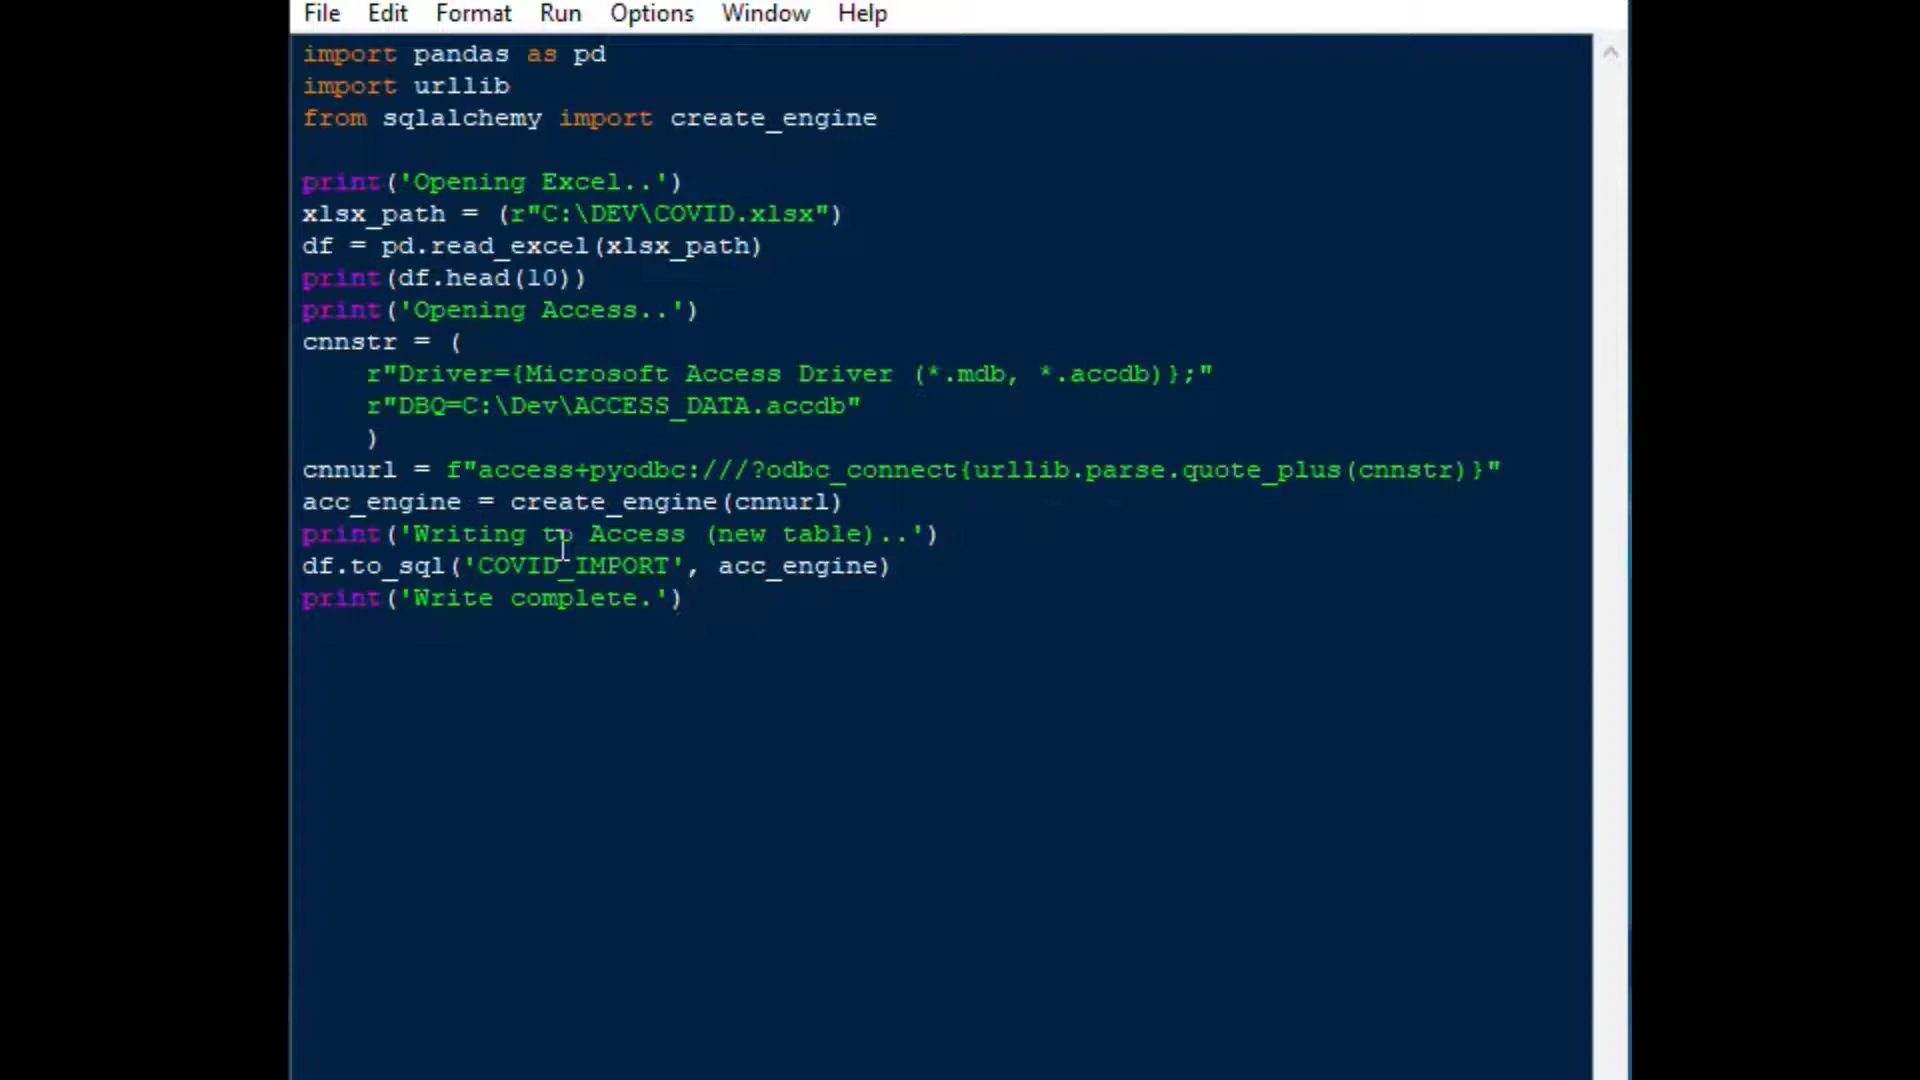 File Edit Format Run Options Window Help
import pandas as pd
import urllib
from sqlalchemy import create_engine
print('Opening Excel..')
xlsx_path = (r"C:\DEV\COVID.xlsx")
df = pd.read_excel(xlsx_path)
print(df.head(10))
print('Opening Access..')
cnnstr = (
r"Driver={Microsoft Access Driver (*.mdb, *.accdb)};"
r"DBQ=C:\Dev\ACCESS_DATA.accdb"
)
cnnurl = f"access+pyodbc:///?odbc_connect{urllib.parse.quote_plus(cnnstr)}"
acc_engine = create_engine(cnnurl)
print('Writing to Access (new table)..')
df.to_sql('COVID_IMPORT', acc_engine)
print('Write complete.')